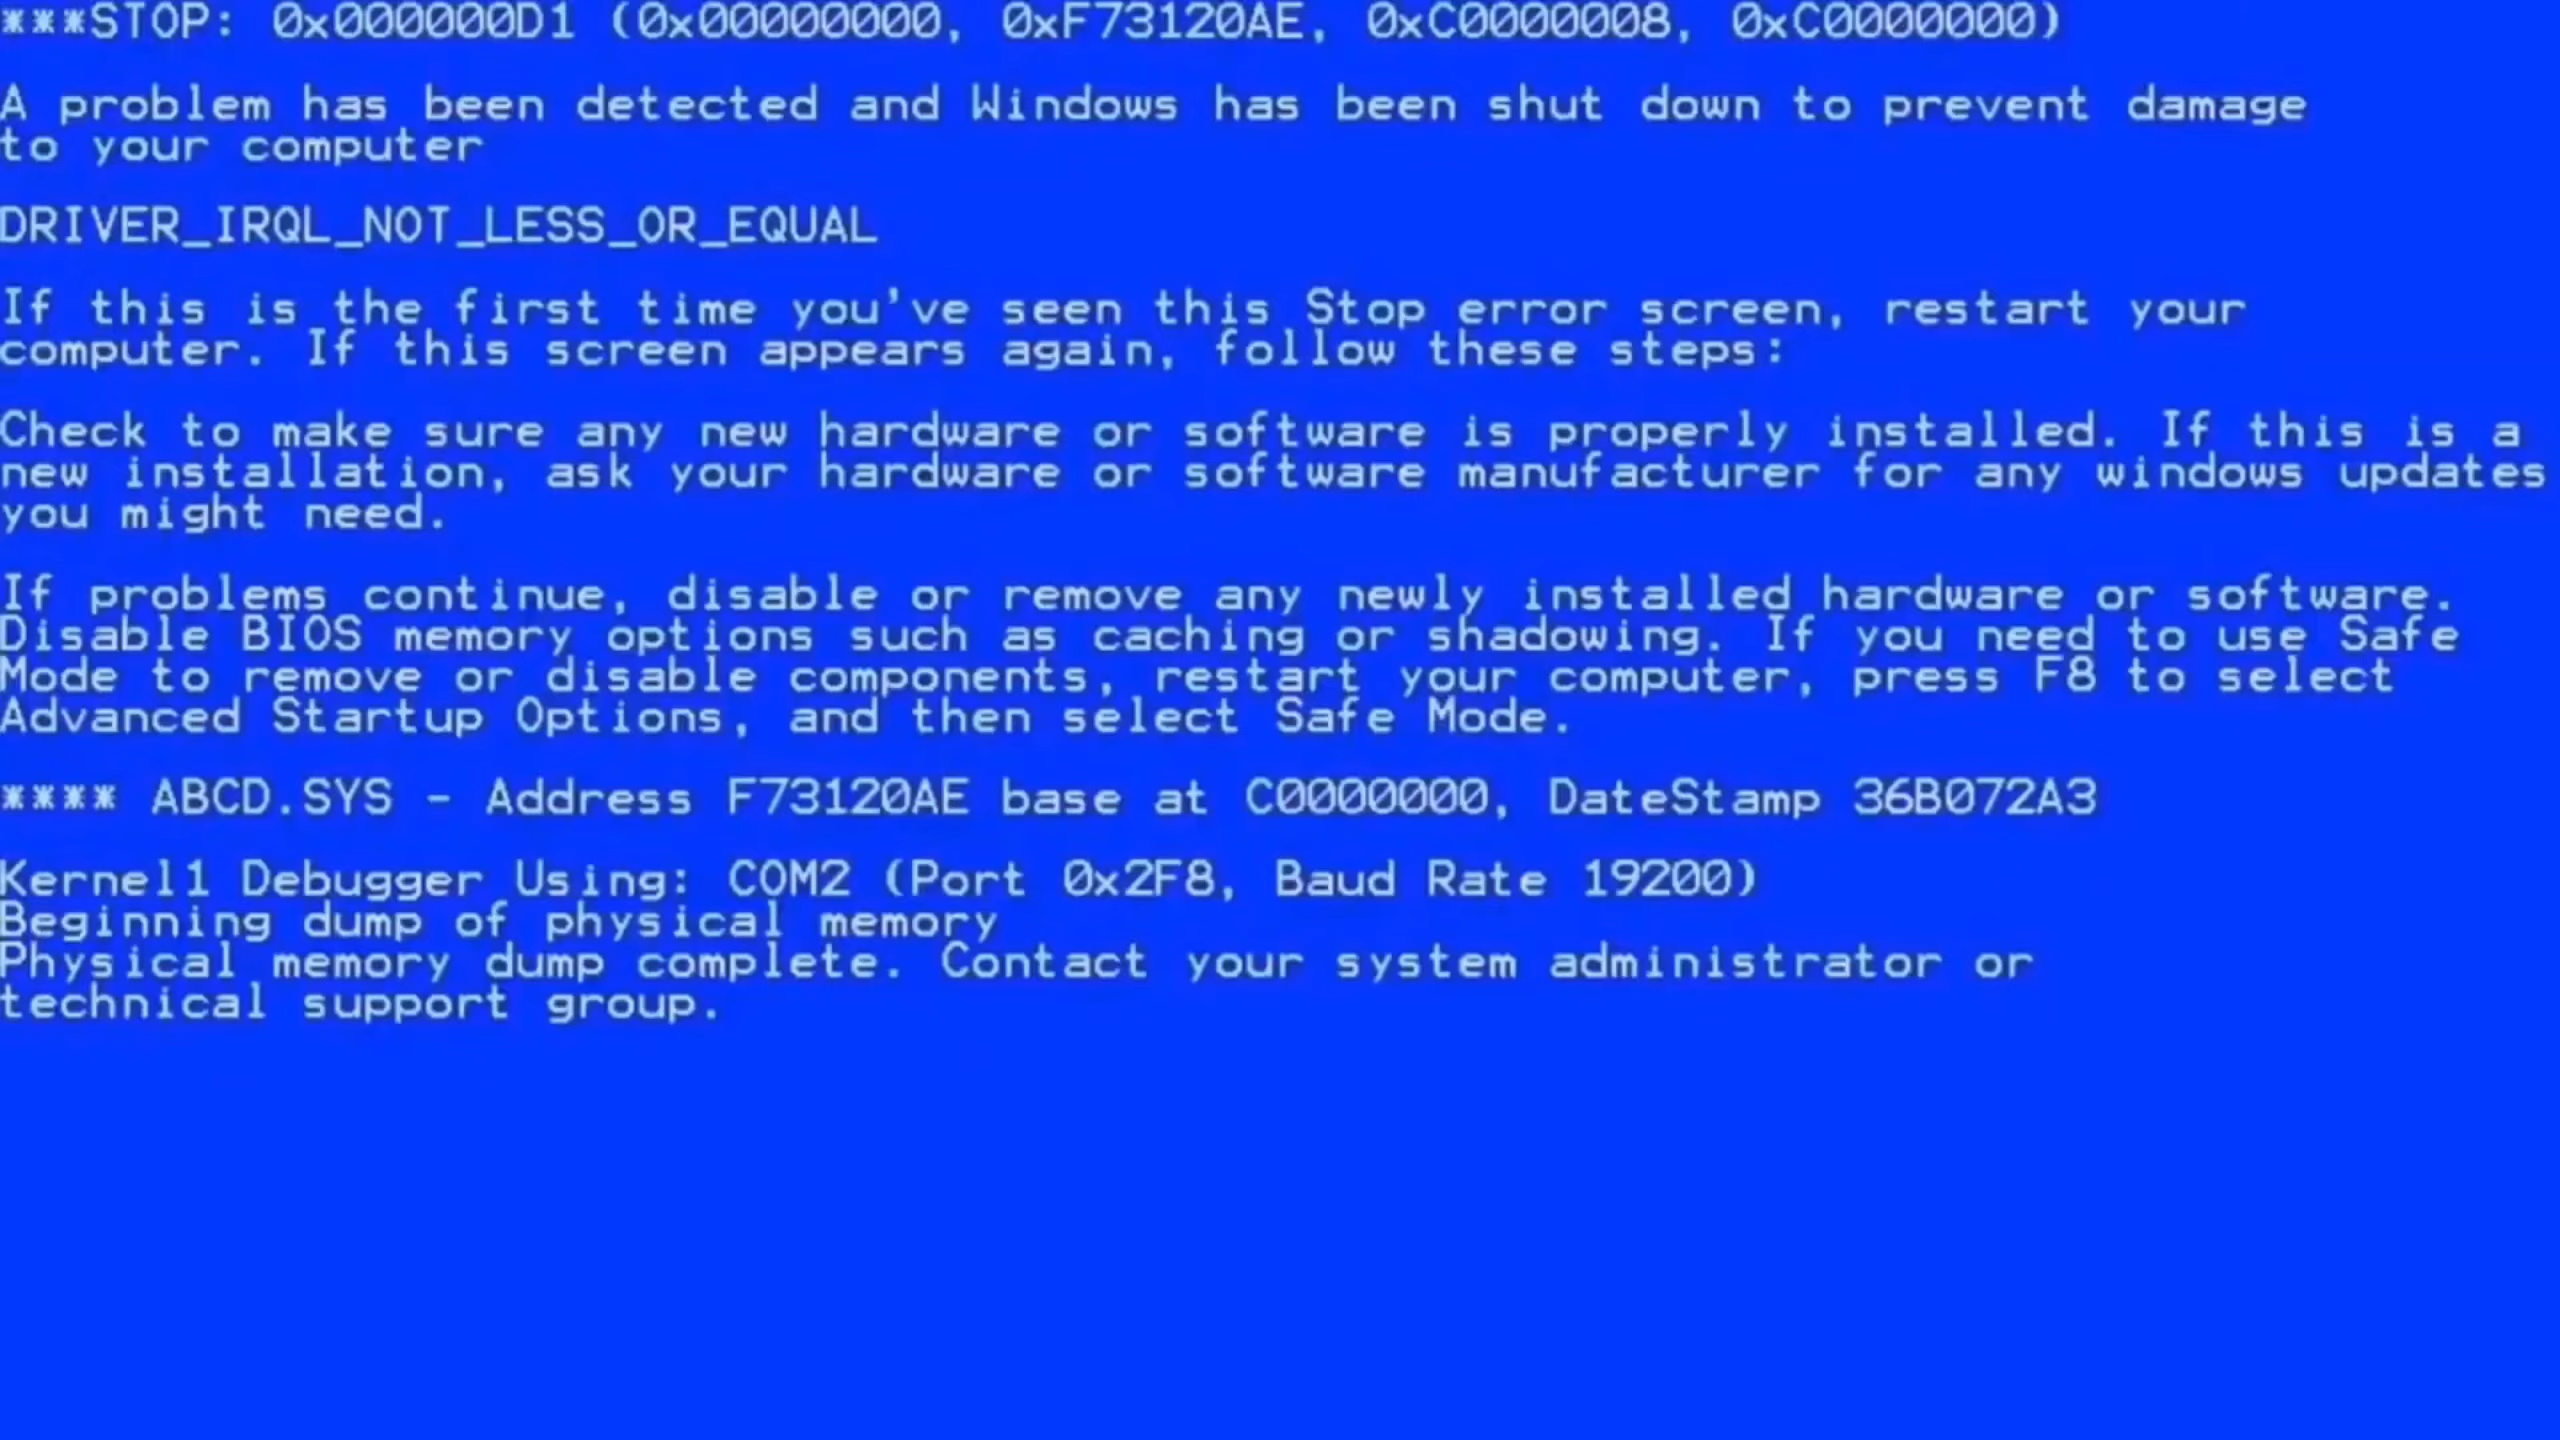 ***STOP: 0x000000D1 (0x00000000, 0xF73120AE, 0xC0000008, 0xC0000000)
A problem has been detected and Windows has been shut down to prevent damage
to your computer
DRIVER_IRQL_NOT_LESS_OR_EQUAL
If this is the first time you've seen this Stop error screen, restart your
computer. If this screen appears again, follow these steps:
Check to make sure any new hardware or software is properly installed. If this is a
new installation, ask your hardware or software manufacturer for any windows updates
you might need.
If problems continue, disable or remove any newly installed hardware or software.
Disable BIOS memory options such as caching or shadowing. If you need to use Safe
Mode to remove or disable components, restart your computer, press F8 to select
Advanced Startup Options, and then select Safe Mode.
**** ABCD.SYS - Address F73120AE base at C0000000, DateStamp 36B072A3
Kernel1 Debugger Using: COM2 (Port 0x2F8, Baud Rate 19200)
Beginning dump of physical memory
Physical memory dump complete. Contact your system administrator or
technical support group.